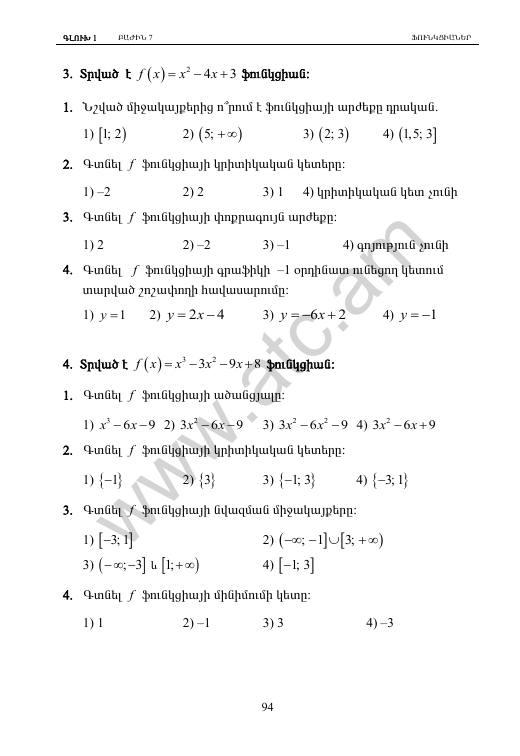 ԳԼՈՒԽ 1 ԲԱԺԻՆ 7 ՖՈՒՆԿՑԻԱՆԵՐ
3. Տրված է f(x) = x² − 4x + 3 ֆունկցիան:
1. Նշված միջակայքերից ո՞րում է ֆունկցիայի արժեքը դրական.
1) [1; 2) 2) (5; +∞) 3) (2; 3) 4) (1,5; 3]
2. Գտնել f ֆունկցիայի կրիտիկական կետերը:
1) –2 2) 2 3) 1 4) կրիտիկական կետ չունի
3. Գտնել f ֆունկցիայի փոքրագույն արժեքը:
1) 2 2) –2 3) –1 4) գոյություն չունի
4. Գտնել f ֆունկցիայի գրաֆիկի –1 օրդինատ ունեցող կետում
տարված շոշափողի հավասարումը:
1) y = 1 2) y = 2x − 4 3) y = −6x + 2 4) y = −1
4. Տրված է f(x) = x³ − 3x² − 9x + 8 ֆունկցիան:
1. Գտնել f ֆունկցիայի ածանցյալը:
1) x³ − 6x − 9 2) 3x² − 6x − 9 3) 3x² − 6x² − 9 4) 3x² − 6x + 9
2. Գտնել f ֆունկցիայի կրիտիկական կետերը:
1) {−1} 2) {3} 3) {−1; 3} 4) {−3; 1}
3. Գտնել f ֆունկցիայի նվազման միջակայքերը:
1) [−3; 1] 2) (−∞; −1]∪[3; +∞)
3) (−∞; −3] և [1; +∞) 4) [−1; 3]
4. Գտնել f ֆունկցիայի մինիմումի կետը:
1) 1 2) –1 3) 3 4) –3
www.atc.am
94